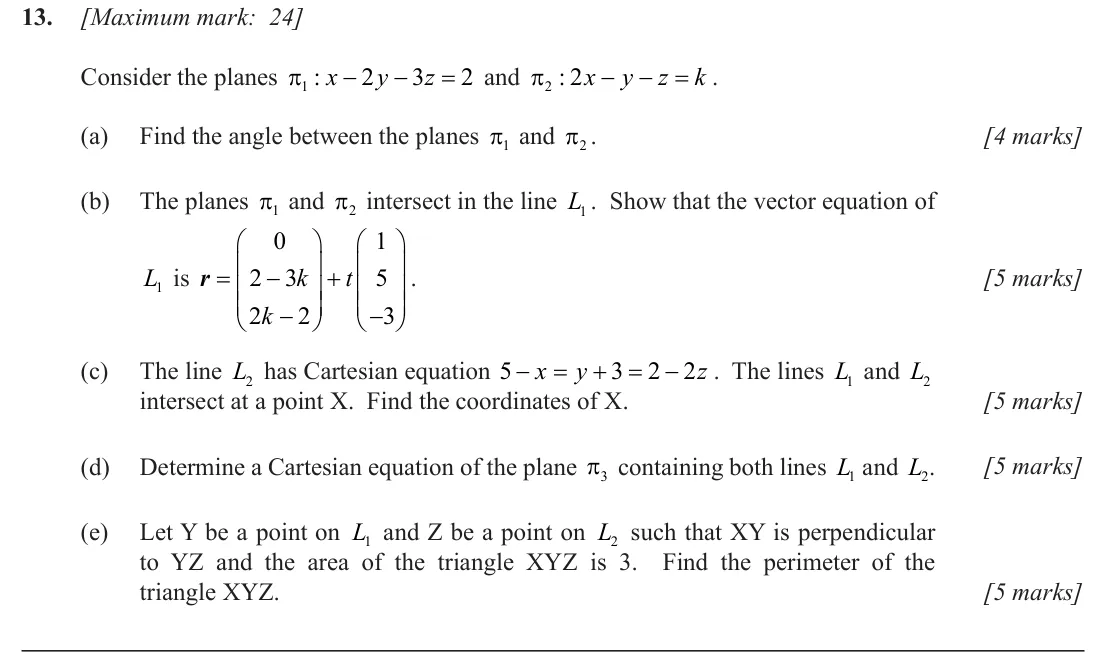 13. [Maximum mark: 24]
Consider the planes π₁ : x − 2y − 3z = 2 and π₂ : 2x − y − z = k .
(a) Find the angle between the planes π₁ and π₂ . [4 marks]
(b) The planes π₁ and π₂ intersect in the line L₁ . Show that the vector equation of
L₁ is r = (0, 2 − 3k, 2k − 2) + t (1, 5, −3) . [5 marks]
(c) The line L₂ has Cartesian equation 5 − x = y + 3 = 2 − 2z . The lines L₁ and L₂
intersect at a point X. Find the coordinates of X. [5 marks]
(d) Determine a Cartesian equation of the plane π₃ containing both lines L₁ and L₂. [5 marks]
(e) Let Y be a point on L₁ and Z be a point on L₂ such that XY is perpendicular
to YZ and the area of the triangle XYZ is 3. Find the perimeter of the
triangle XYZ. [5 marks]